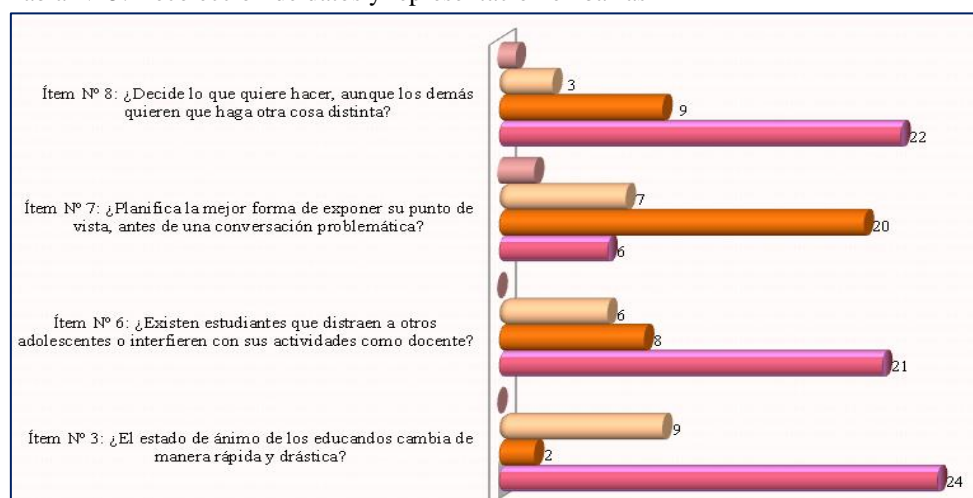 Ítem Nº 8: ¿Decide lo que quiere hacer, aunque los demás
quieren que haga otra cosa distinta?
3
9
22
Ítem Nº 7: ¿Planifica la mejor forma de exponer su punto de
vista, antes de una conversación problemática?
7
20
6
Ítem Nº 6: ¿Existen estudiantes que distraen a otros
adolescentes o interfieren con sus actividades como docente?
6
8
21
Ítem Nº 3: ¿El estado de ánimo de los educandos cambia de
manera rápida y drástica?
9
2
24